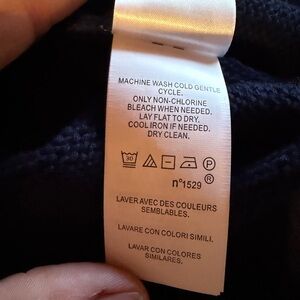 MACHINE WASH COLD GENTLE
CYCLE.
ONLY NON-CHLORINE
BLEACH WHEN NEEDED.
LAY FLAT TO DRY.
COOL IRON IF NEEDED.
DRY CLEAN.
30 P
R
n°1529
LAVER AVEC DES COULEURS
SEMBLABLES.
LAVARE CON COLORI SIMILI.
LAVAR CON COLORES
SIMILARES.